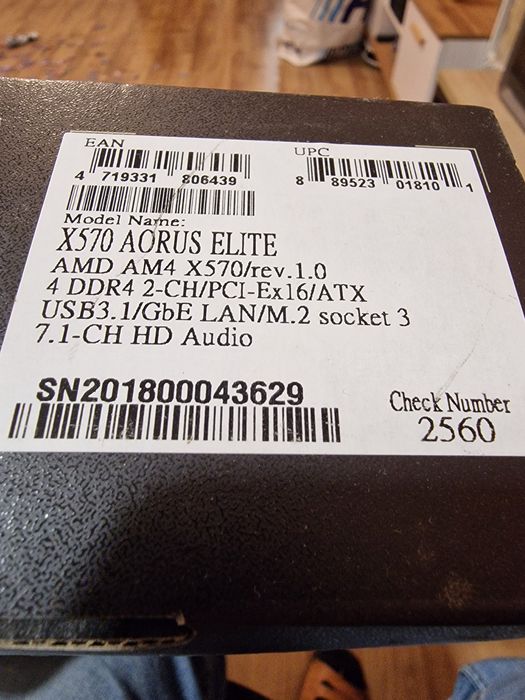 EAN
UPC
4 719331 806439
8 89523 01810 1
Model Name:
X570 AORUS ELITE
AMD AM4 X570/rev.1.0
4 DDR4 2-CH/PCI-Ex16/ATX
USB3.1/GbE LAN/M.2 socket 3
7.1-CH HD Audio
SN201800043629
Check Number
2560